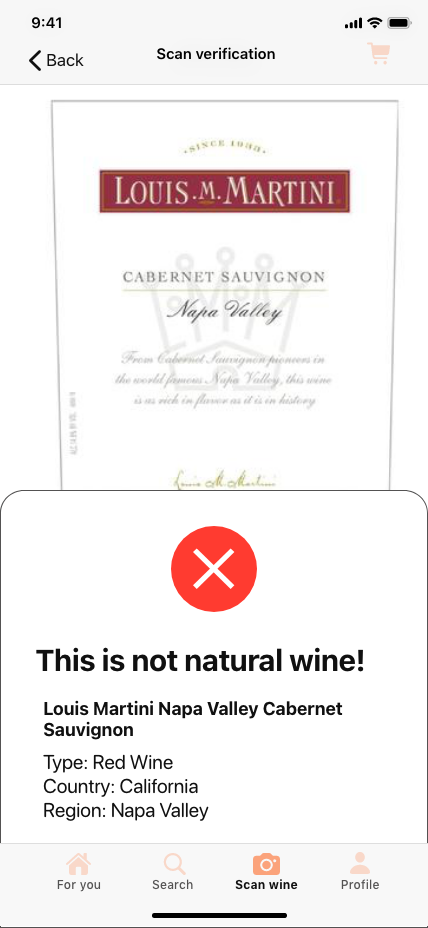 9:41
Back
Scan verification
LOUIS.M.MARTINI
CABERNET SAUVIGNON
Napa Valley
From Cabernet Sauvignon pioneers in
the world famous Napa Valley, this wine
is as rich in flavor as it is in history
Louis M. Martini
This is not natural wine!
Louis Martini Napa Valley Cabernet
Sauvignon
Type: Red Wine
Country: California
Region: Napa Valley
For you
Search
Scan wine
Profile